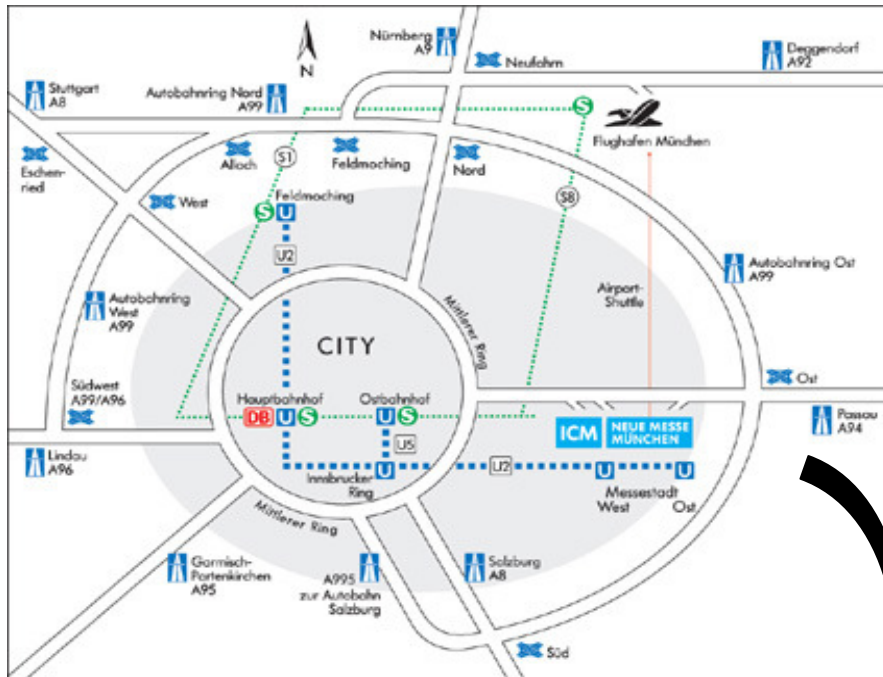 Nürnberg
A9
Neufahrn
Deggendorf
A92
N
Stuttgart
A8
Autobahnring Nord
A99
S
Flughafen München
Eschen-
ried
Alloch
S1
Feldmoching
Nord
West
Feldmoching
S U
S8
U2
Autobahnring Ost
A99
Autobahnring
West
A99
Airport-
Shuttle
Mittlerer Ring
CITY
Südwest
A99/A96
Ost
Hauptbahnhof
DB U S
Ostbahnhof
U S
Passau
A94
ICM NEUE MESSE
MÜNCHEN
U5
Lindau
A96
Innsbrucker
Ring
U
U2
U
U
Messestadt
West Ost
Mittlerer Ring
Garmisch-
Partenkirchen
A95
A995
zur Autobahn
Salzburg
Salzburg
A8
Süd